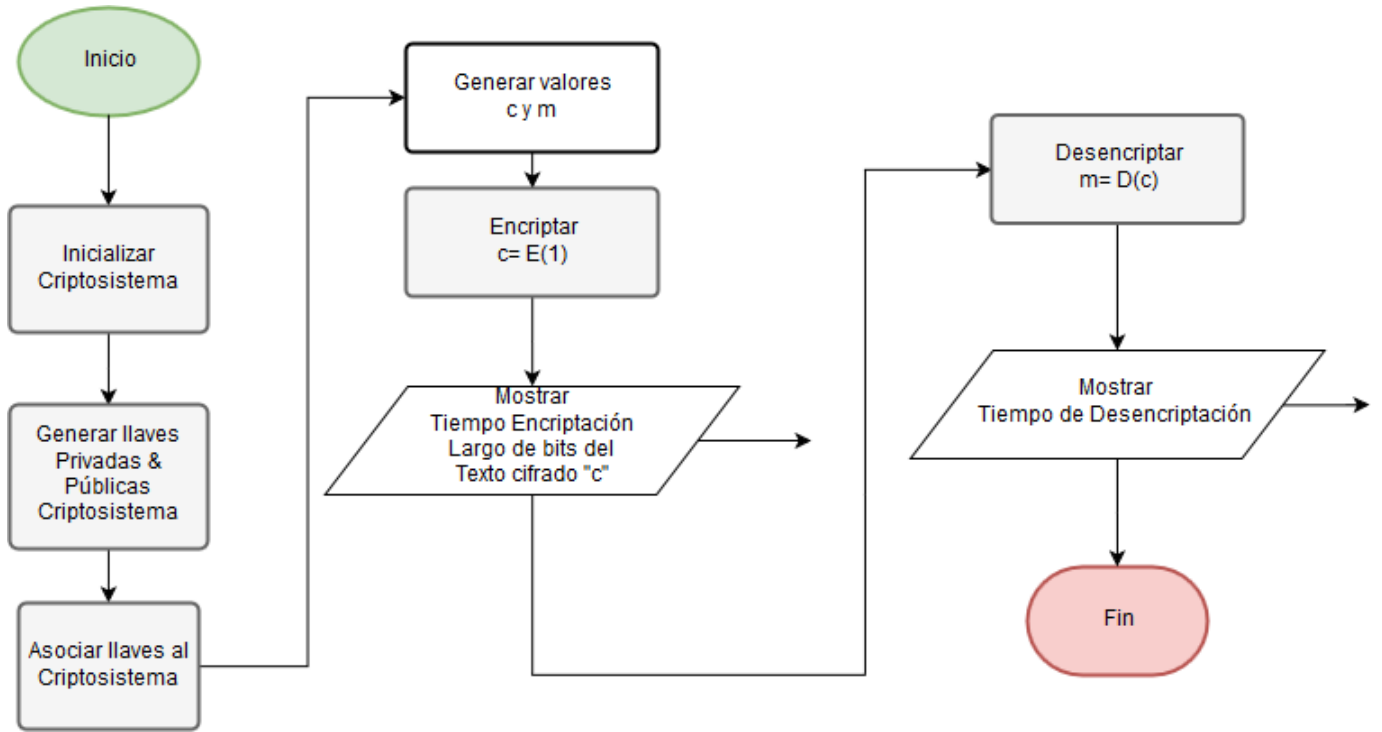 Inicio
Inicializar
Criptosistema
Generar llaves
Privadas &
Públicas
Criptosistema
Asociar llaves al
Criptosistema
Generar valores
c y m
Encriptar
c= E(1)
Mostrar
Tiempo Encriptación
Largo de bits del
Texto cifrado "c"
Desencriptar
m= D(c)
Mostrar
Tiempo de Desencriptación
Fin